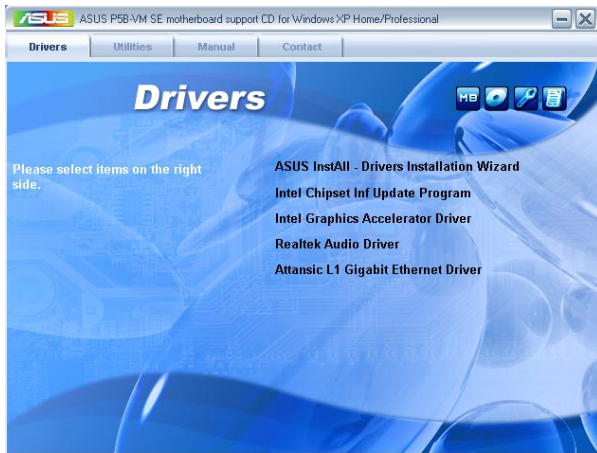 ASUS ASUS P5B-VM SE motherboard support CD for Windows XP Home/Professional
Drivers Utilities Manual Contact
Drivers
MB
Please select items on the right
side.
ASUS InstAll - Drivers Installation Wizard
Intel Chipset Inf Update Program
Intel Graphics Accelerator Driver
Realtek Audio Driver
Attansic L1 Gigabit Ethernet Driver